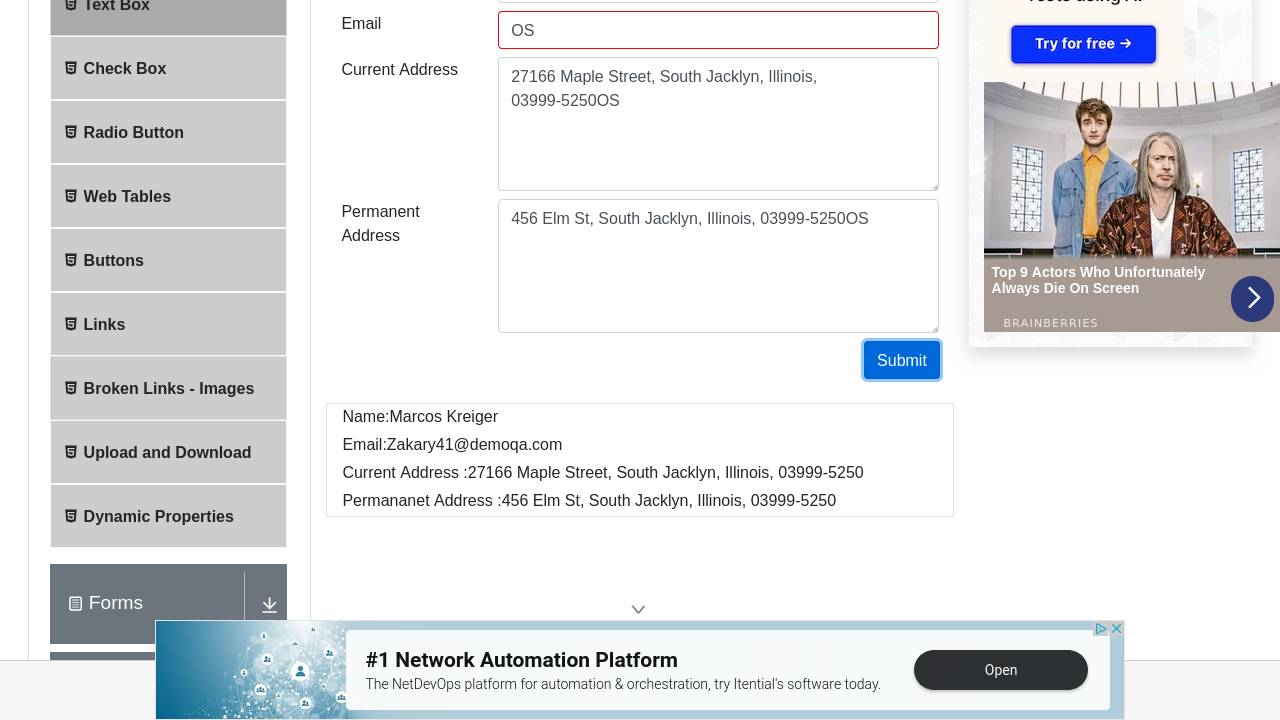 Text Box
Check Box
Radio Button
Web Tables
Buttons
Links
Broken Links - Images
Upload and Download
Dynamic Properties
Forms
Email
OS
Current Address
27166 Maple Street, South Jacklyn, Illinois,
03999-5250OS
Permanent
Address
456 Elm St, South Jacklyn, Illinois, 03999-5250OS
Submit
Name:Marcos Kreiger
Email:Zakary41@demoqa.com
Current Address :27166 Maple Street, South Jacklyn, Illinois, 03999-5250
Permananet Address :456 Elm St, South Jacklyn, Illinois, 03999-5250
Try for free →
Top 9 Actors Who Unfortunately
Always Die On Screen
BRAINBERRIES
#1 Network Automation Platform
The NetDevOps platform for automation & orchestration, try Itential's software today.
Open